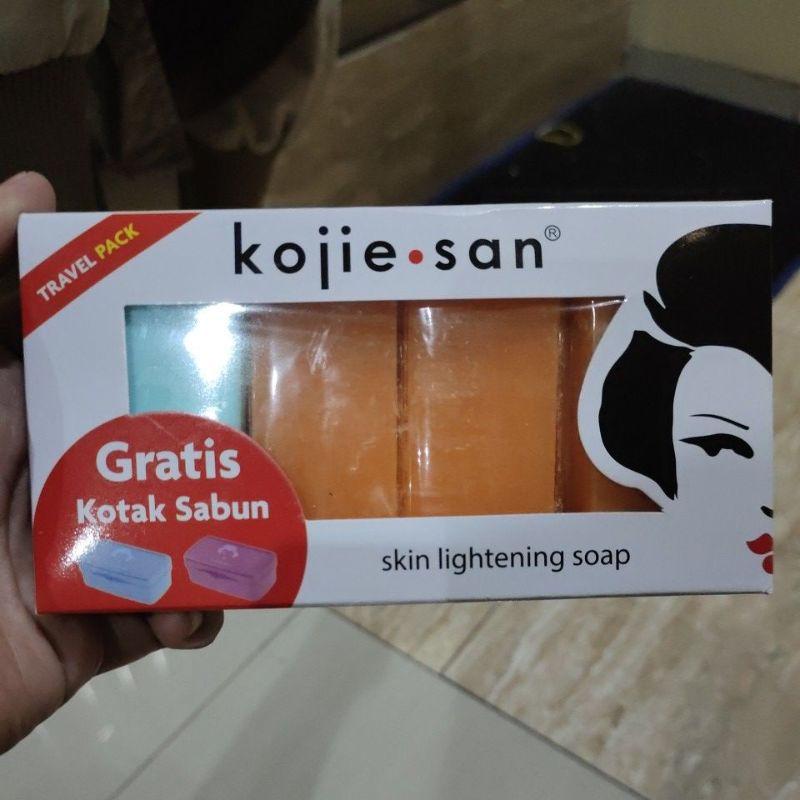 TRAVEL PACK
kojie•san®
Gratis
Kotak Sabun
skin lightening soap